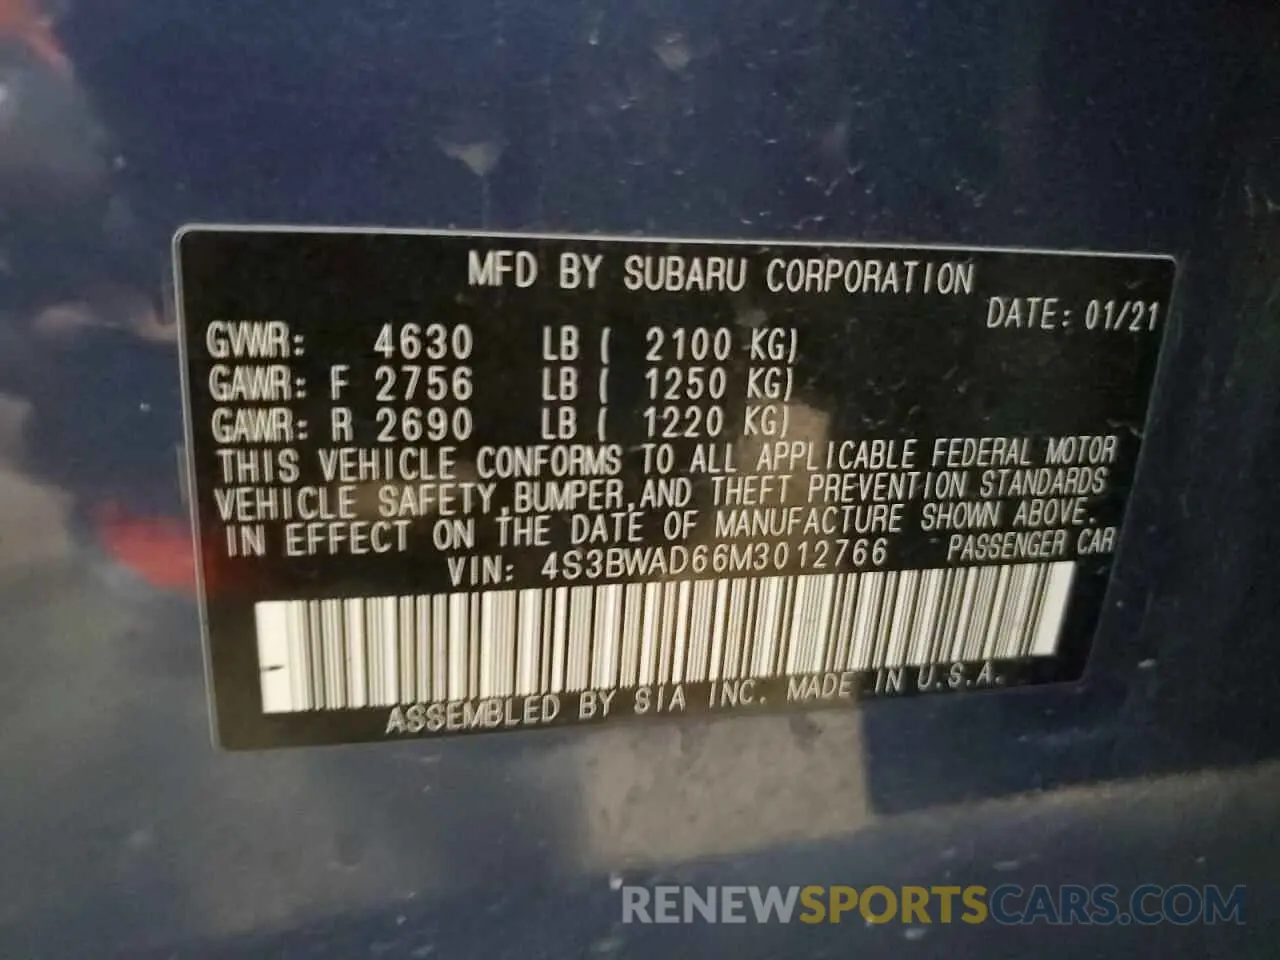 MFD BY SUBARU CORPORATION
DATE: 01/21
GVWR: 4630 LB ( 2100 KG)
GAWR: F 2756 LB ( 1250 KG)
GAWR: R 2690 LB ( 1220 KG)
THIS VEHICLE CONFORMS TO ALL APPLICABLE FEDERAL MOTOR
VEHICLE SAFETY,BUMPER,AND THEFT PREVENTION STANDARDS
IN EFFECT ON THE DATE OF MANUFACTURE SHOWN ABOVE.
VIN: 4S3BWAD66M3012766 PASSENGER CAR
ASSEMBLED BY SIA INC. MADE IN U.S.A.
RENEWSPORTSCARS.COM